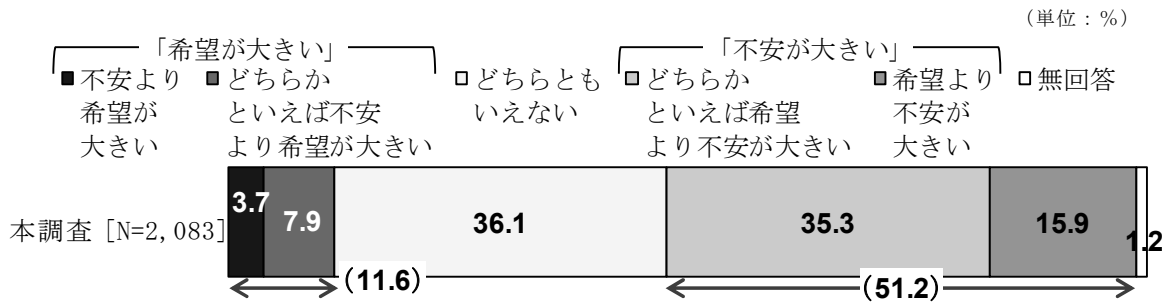 （単位：％）
「希望が大きい」 「不安が大きい」
■不安より ■どちらか □どちらとも ■どちらか ■希望より □無回答
希望が といえば不安 いえない といえば希望 不安が
大きい より希望が大きい より不安が大きい 大きい
本調査［N=2,083］ 3.7 7.9 36.1 35.3 15.9 1.2
（11.6） （51.2）